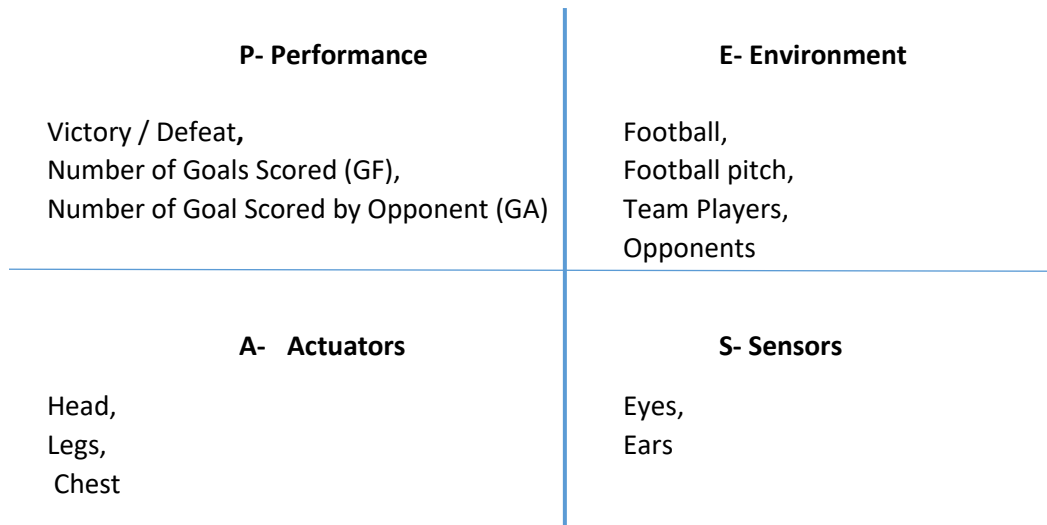 P- Performance
Victory / Defeat,
Number of Goals Scored (GF),
Number of Goal Scored by Opponent (GA)
E- Environment
Football,
Football pitch,
Team Players,
Opponents
A- Actuators
Head,
Legs,
Chest
S- Sensors
Eyes,
Ears